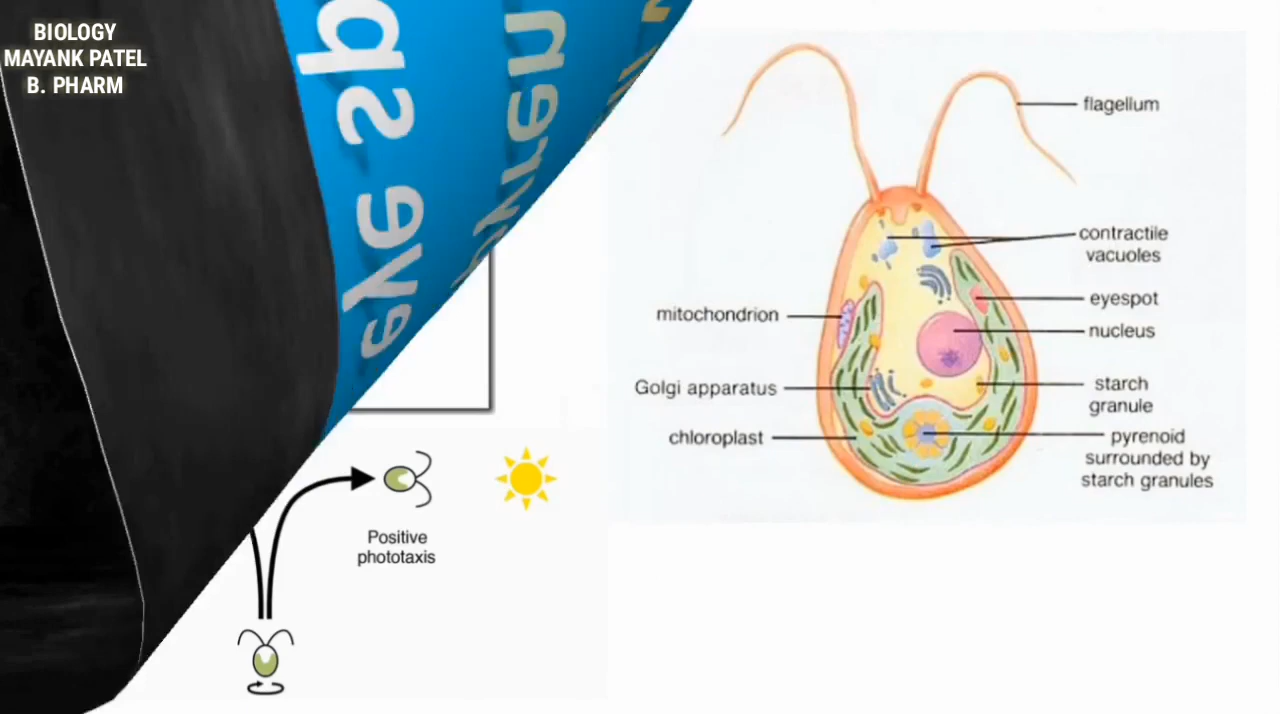 BIOLOGY
MAYANK PATEL
B. PHARM
flagellum
contractile
vacuoles
eyespot
nucleus
mitochondrion
Golgi apparatus
starch
granule
chloroplast
pyrenoid
surrounded by
starch granules
Positive
phototaxis